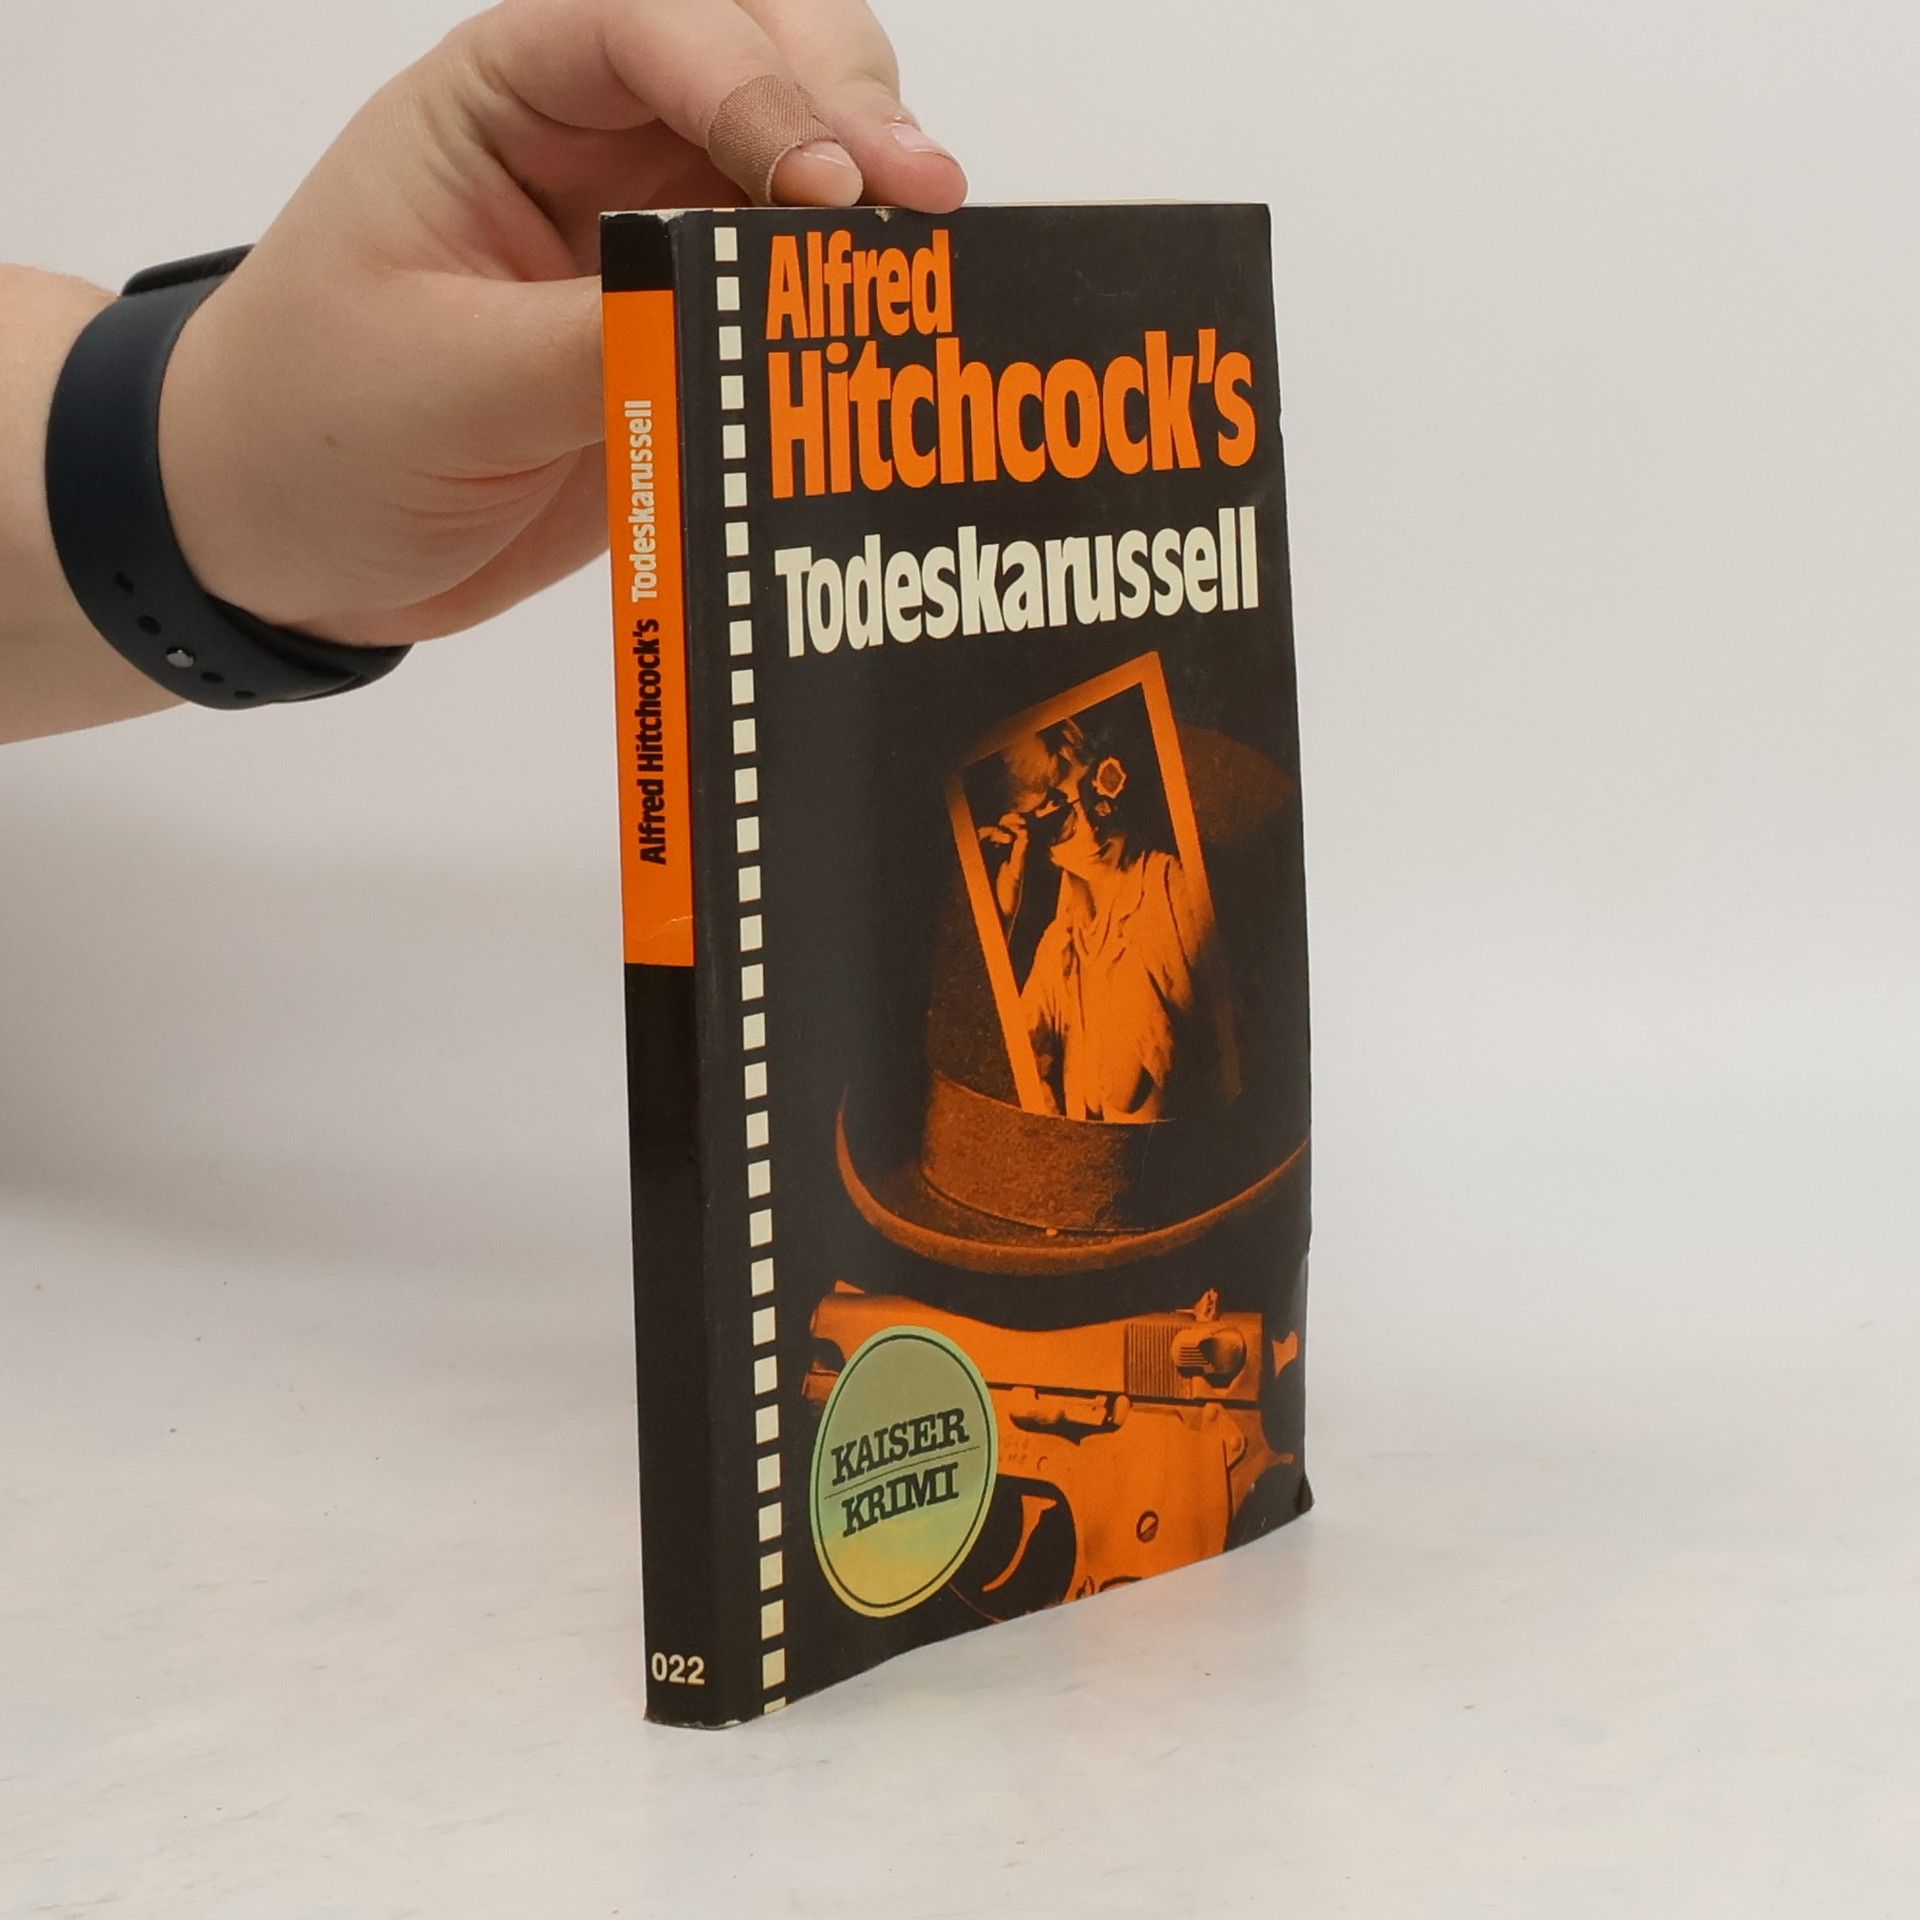 Alfred
Hitchcock's
Todeskarussell
KAISER
KRIMI
Alfred Hitchcock's Todeskarussell
022